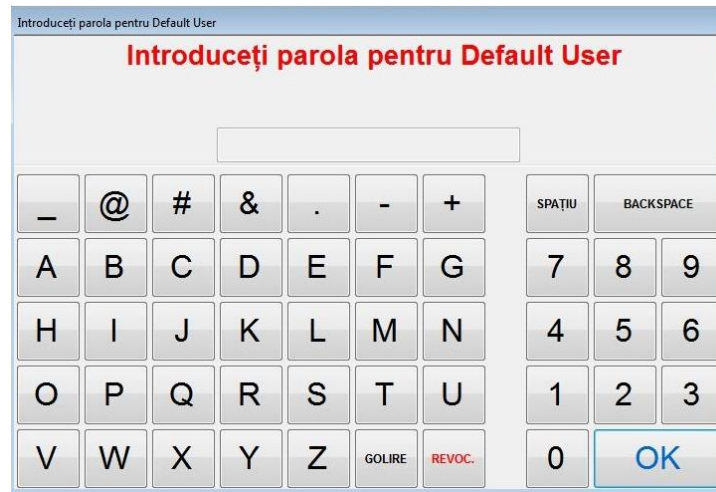 Introduceți parola pentru Default User
Introduceți parola pentru Default User
_ @ # & . - + SPAȚIU BACKSPACE
A B C D E F G 7 8 9
H I J K L M N 4 5 6
O P Q R S T U 1 2 3
V W X Y Z GOLIRE REVOC. 0 OK